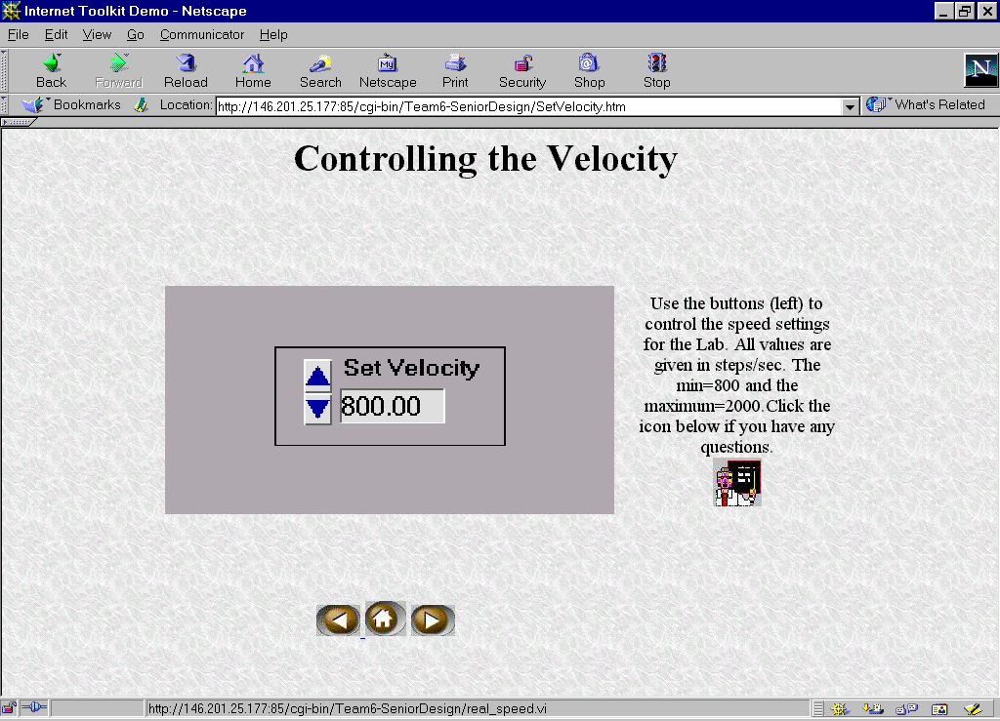 Internet Toolkit Demo - Netscape
File Edit View Go Communicator Help
Back Forward Reload Home Search Netscape Print Security Shop Stop
My
N
Bookmarks Location: http://146.201.25.177:85/cgi-bin/Team6-SeniorDesign/SetVelocity.htm What's Related
Controlling the Velocity
Set Velocity
800.00
Use the buttons (left) to
control the speed settings
for the Lab. All values are
given in steps/sec. The
min=800 and the
maximum=2000.Click the
icon below if you have any
questions.
http://146.201.25.177:85/cgi-bin/Team6-SeniorDesign/real_speed.vi